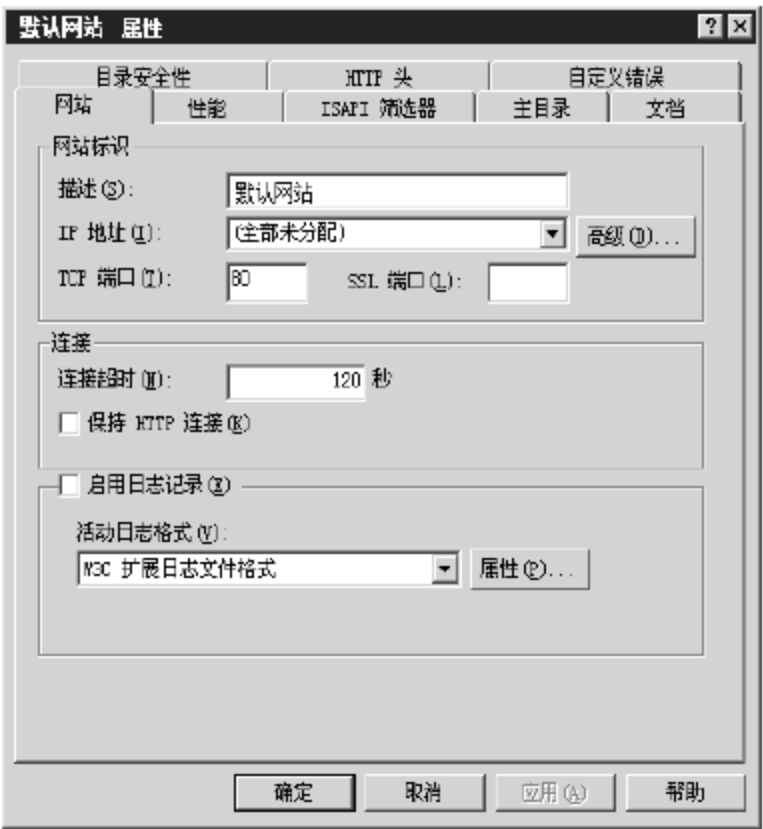 默认网站 属性
目录安全性 HTTP 头 自定义错误
网站 性能 ISAPI 筛选器 主目录 文档
网站标识
描述(S): 默认网站
IP 地址(I): (全部未分配) 高级(D)...
TCP 端口(T): 80 SSL 端口(L):
连接
连接超时(N): 120 秒
保持 HTTP 连接(K)
启用日志记录(E)
活动日志格式(V):
W3C 扩展日志文件格式 属性(P)...
确定 取消 应用(A) 帮助